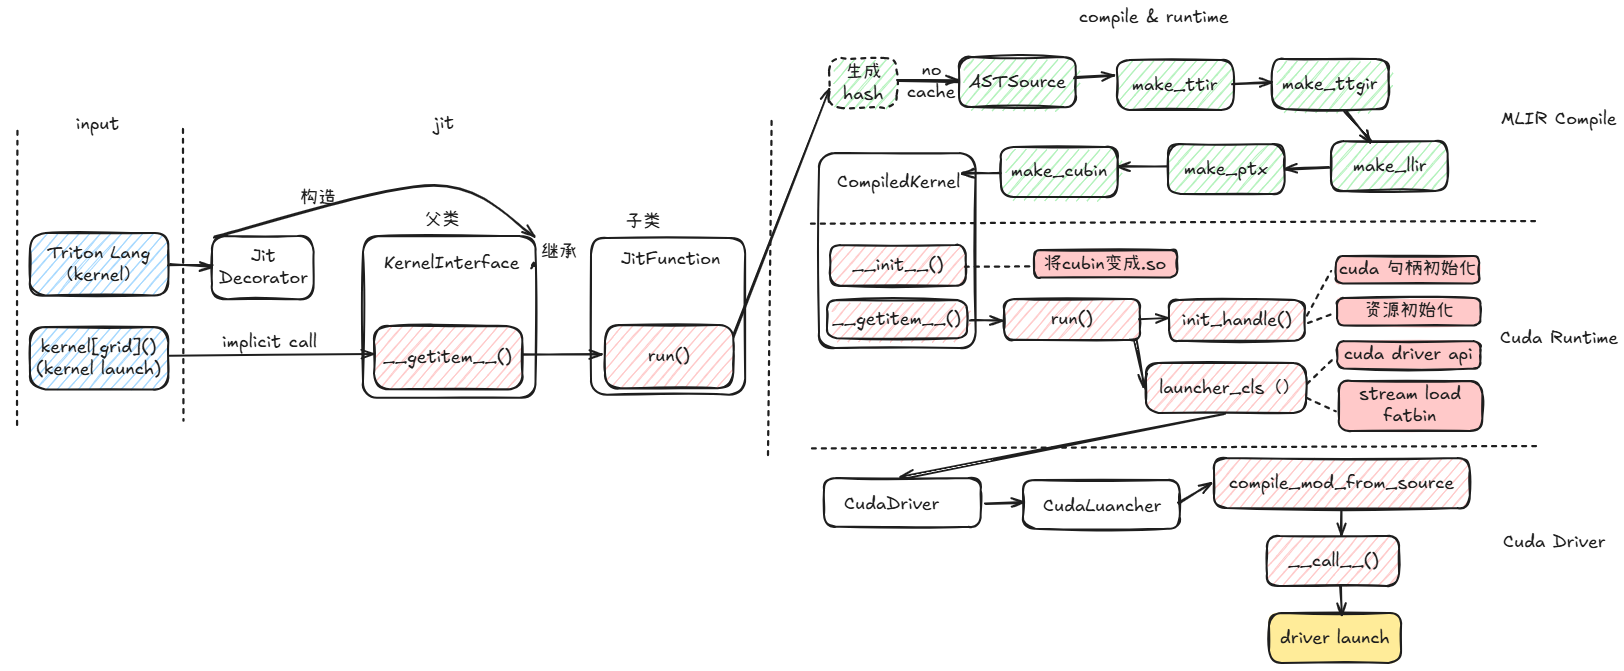 compile & runtime
input
jit
Triton Lang
(kernel)
kernel[grid]()
(kernel launch)
构造
Jit
Decorator
implicit call
父类
KernelInterface
__getitem__()
继承
子类
JitFunction
run()
生成
hash
no
cache
ASTSource
make_ttir
make_ttgir
MLIR Compile
make_llir
make_ptx
make_cubin
CompiledKernel
__init__()
将cubin变成.so
__getitem__()
run()
init_handle()
cuda 句柄初始化
资源初始化
Cuda Runtime
launcher_cls ()
cuda driver api
stream load
fatbin
CudaDriver
CudaLuancher
compile_mod_from_source
Cuda Driver
__call__()
driver launch